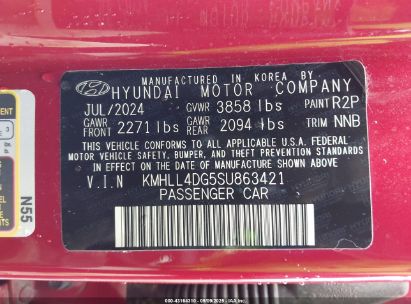 MANUFACTURED IN KOREA BY
HYUNDAI MOTOR COMPANY
JUL/2024 GVWR 3858 lbs PAINT R2P
GAWR FRONT 2271 lbs GAWR REAR 2094 lbs TRIM NNB
THIS VEHICLE CONFORMS TO ALL APPLICABLE U.S.A. FEDERAL
MOTOR VEHICLE SAFETY, BUMPER, AND THEFT PREVENTION
STANDARDS IN EFFECT ON THE DATE OF MANUFACTURE SHOWN ABOVE.
V.I.N KMHLL4DG5SU863421
PASSENGER CAR
N55